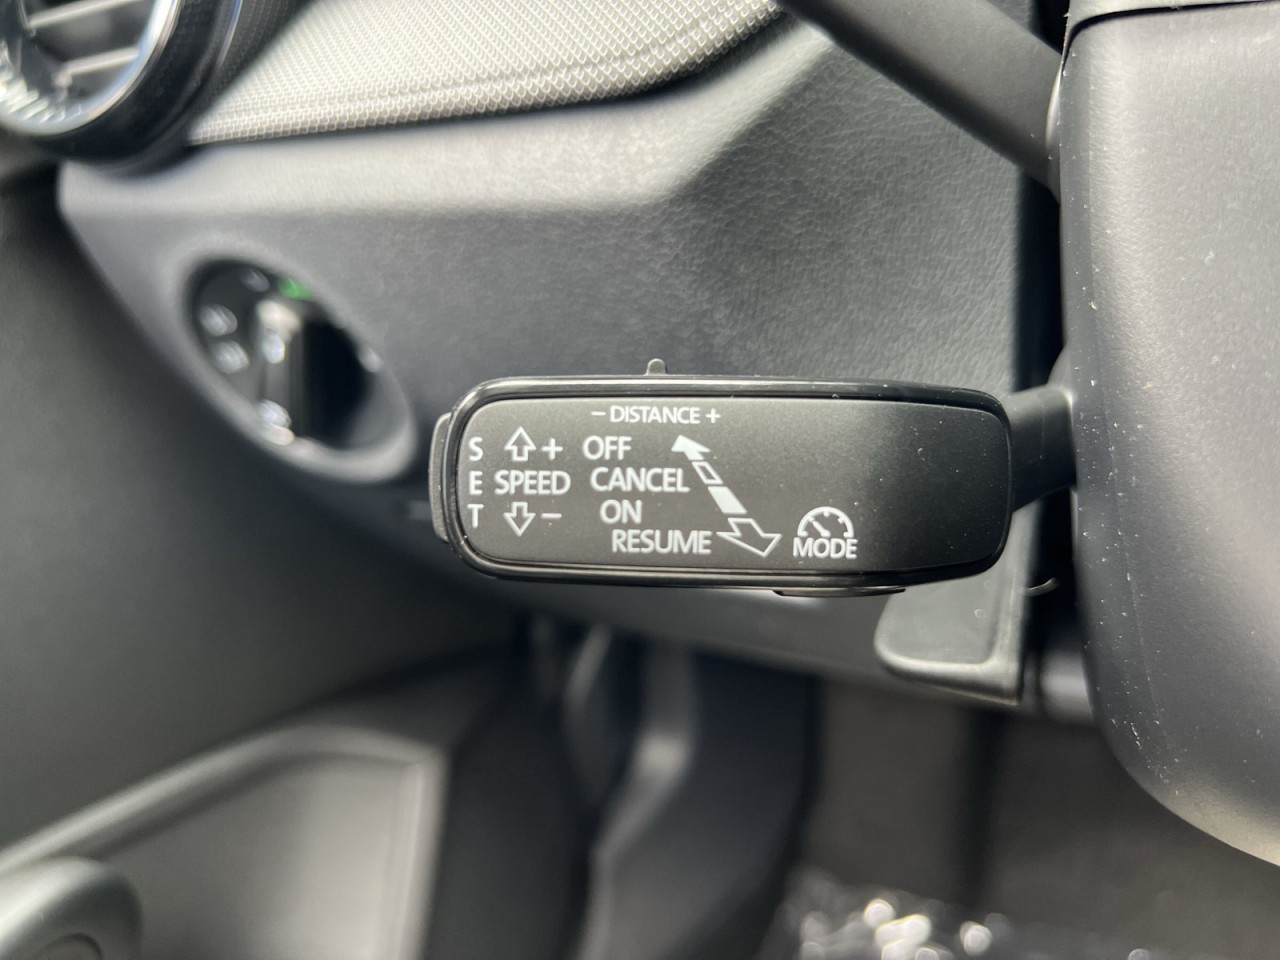 − DISTANCE +
S + OFF
E SPEED CANCEL
T − ON
RESUME
MODE